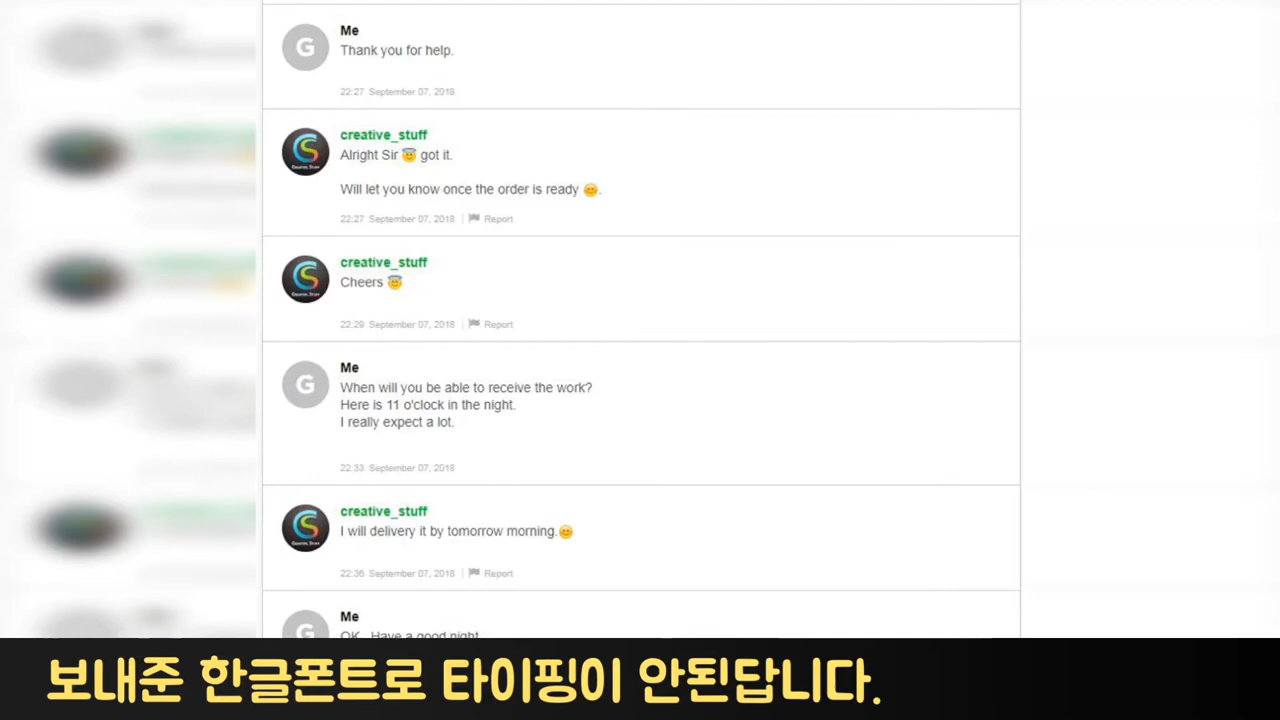 Me
G
Thank you for help.
22:27 September 07, 2018
creative_stuff
Alright Sir 😇 got it.
Will let you know once the order is ready 😊.
22:27 September 07, 2018 | Report
creative_stuff
Cheers 😇
22:29 September 07, 2018 | Report
Me
G
When will you be able to receive the work?
Here is 11 o'clock in the night.
I really expect a lot.
22:33 September 07, 2018
creative_stuff
I will delivery it by tomorrow morning.😊
22:36 September 07, 2018 | Report
Me
G
OK. Have a good night
보내준 한글폰트로 타이핑이 안된답니다.